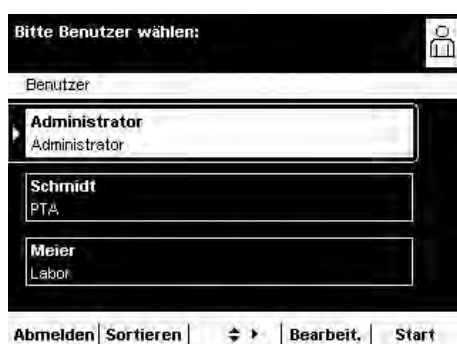 Bitte Benutzer wählen:
Benutzer
Administrator
Administrator
Schmidt
PTA
Meier
Labor
Abmelden Sortieren Bearbeit. Start